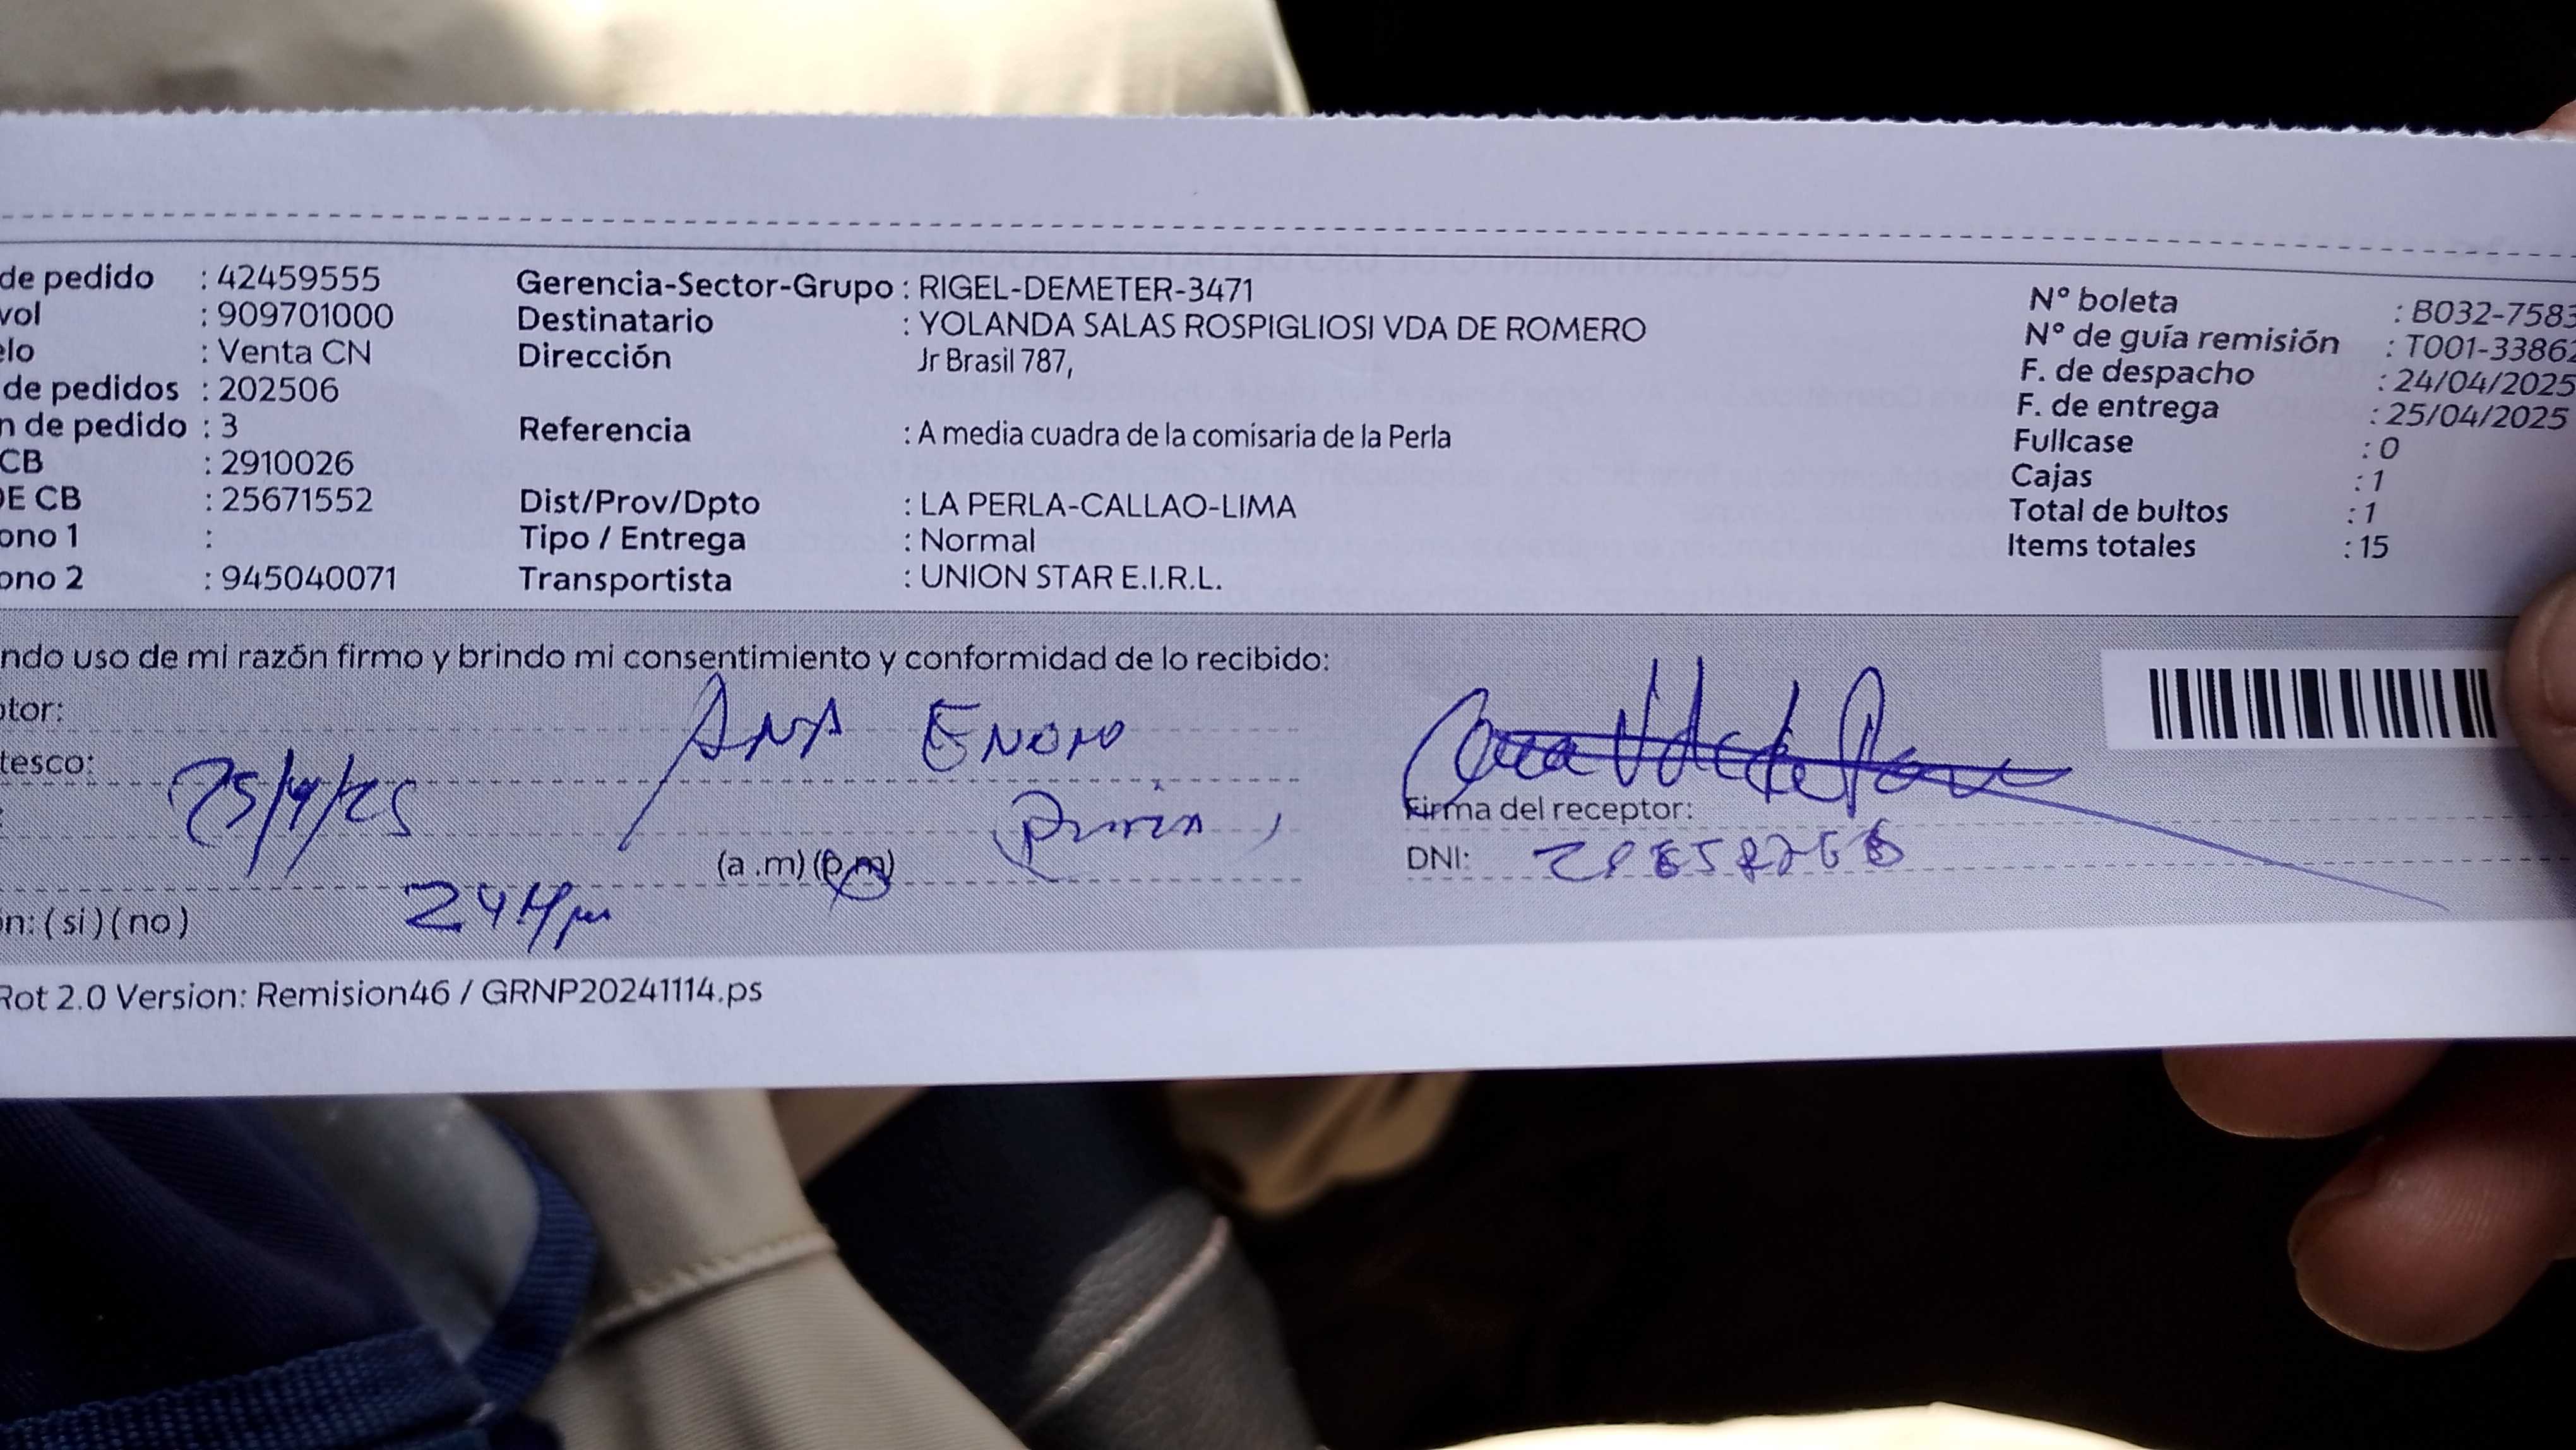 de pedido : 42459555
vol : 909701000
elo : Venta CN
de pedidos : 202506
n de pedido : 3
CB : 2910026
DE CB : 25671552
ono 1 :
ono 2 : 945040071
Gerencia-Sector-Grupo : RIGEL-DEMETER-3471
Destinatario : YOLANDA SALAS ROSPIGLIOSI VDA DE ROMERO
Dirección Jr Brasil 787,
Referencia : A media cuadra de la comisaria de la Perla
Dist/Prov/Dpto : LA PERLA-CALLAO-LIMA
Tipo / Entrega : Normal
Transportista : UNION STAR E.I.R.L.
Nº boleta : B032-7583
Nº de guía remisión : T001-33862
F. de despacho : 24/04/2025
F. de entrega : 25/04/2025
Fullcase : 0
Cajas : 1
Total de bultos : 1
Items totales : 15
ndo uso de mi razón firmo y brindo mi consentimiento y conformidad de lo recibido:
ptor: ANA
tesco:
25/4/25
(a.m) (p.m)
Firma del receptor:
DNI:
ón: (si) (no)
Rot 2.0 Version: Remision46 / GRNP20241114.ps